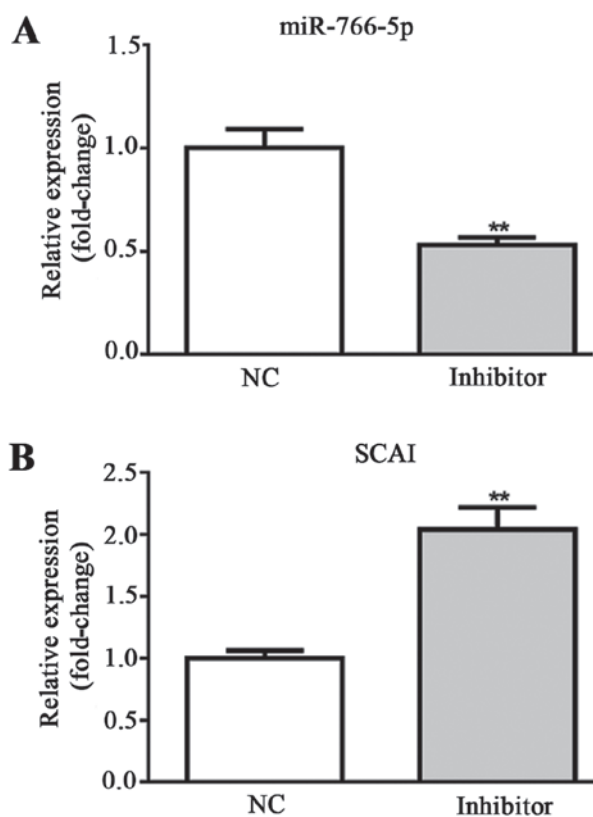 A
miR-766-5p
Relative expression
(fold-change)
1.5
1.0
0.5
0.0
**
NC
Inhibitor
B
SCAI
Relative expression
(fold-change)
2.5
2.0
1.5
1.0
0.5
0.0
**
NC
Inhibitor